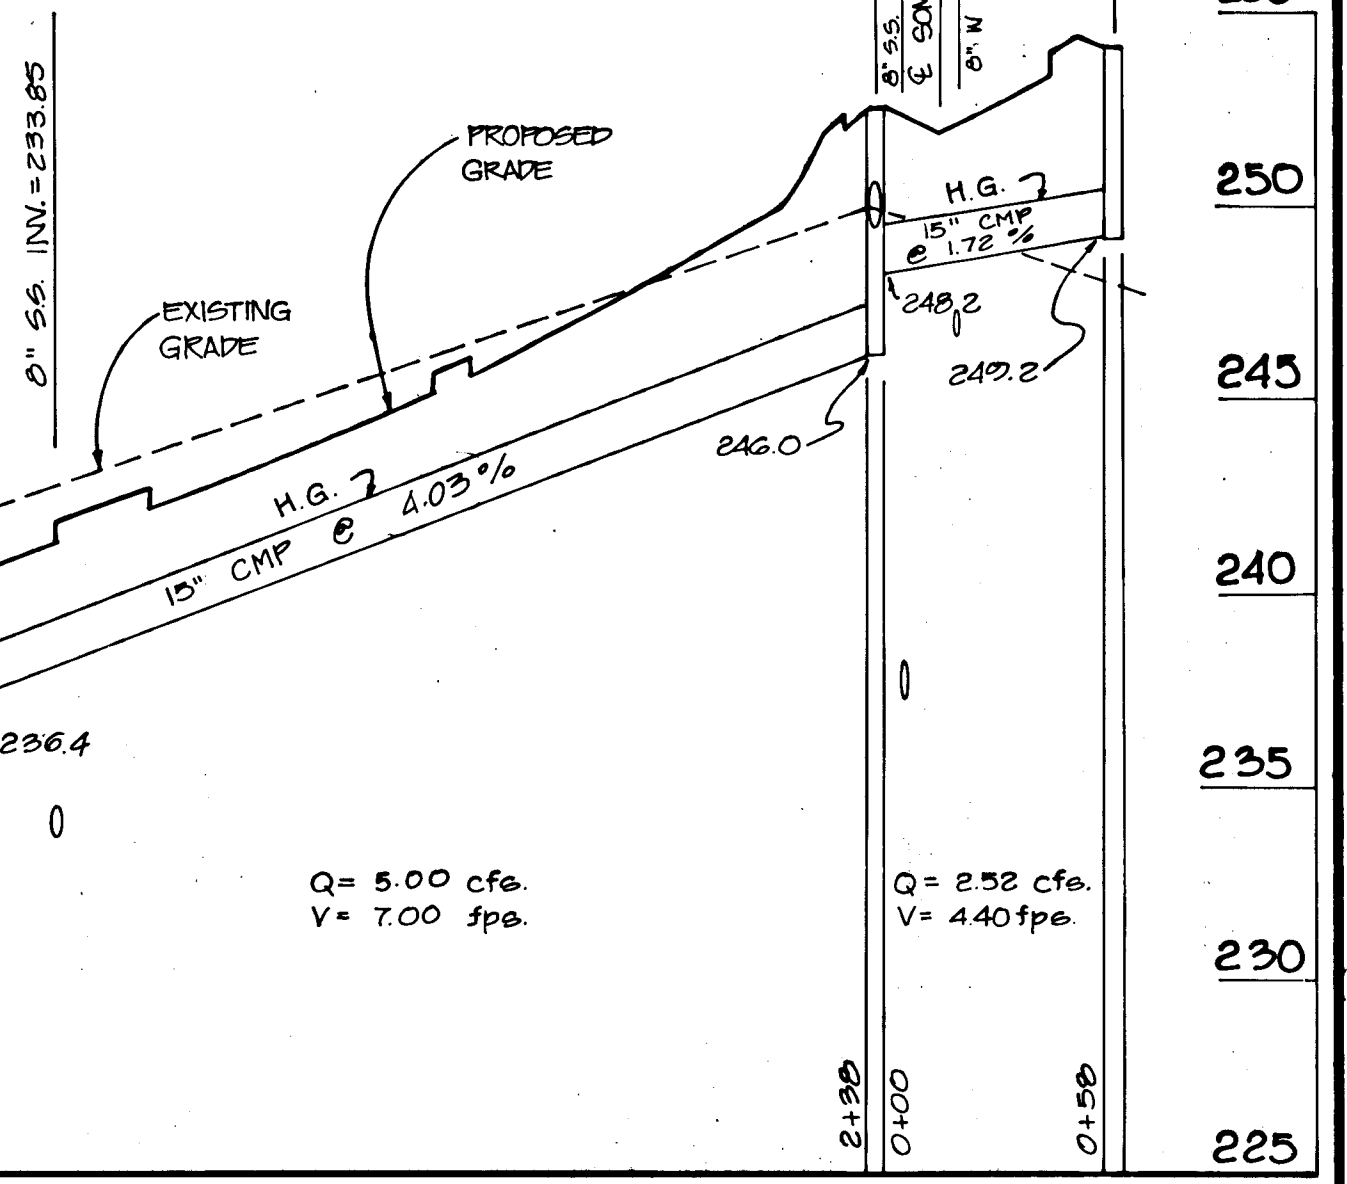 8" S.S. INV.=233.85
8" S.S.
8" W
PROPOSED
GRADE
EXISTING
GRADE
H.G.
15" CMP
@ 1.72 %
248.2
249.2
246.0
H.G.
15" CMP @ 4.03 %
236.4
Q= 5.00 cfs.
V= 7.00 fps.
Q= 2.52 cfs.
V= 4.40 fps.
2+38
0+00
0+58
250
245
240
235
230
225